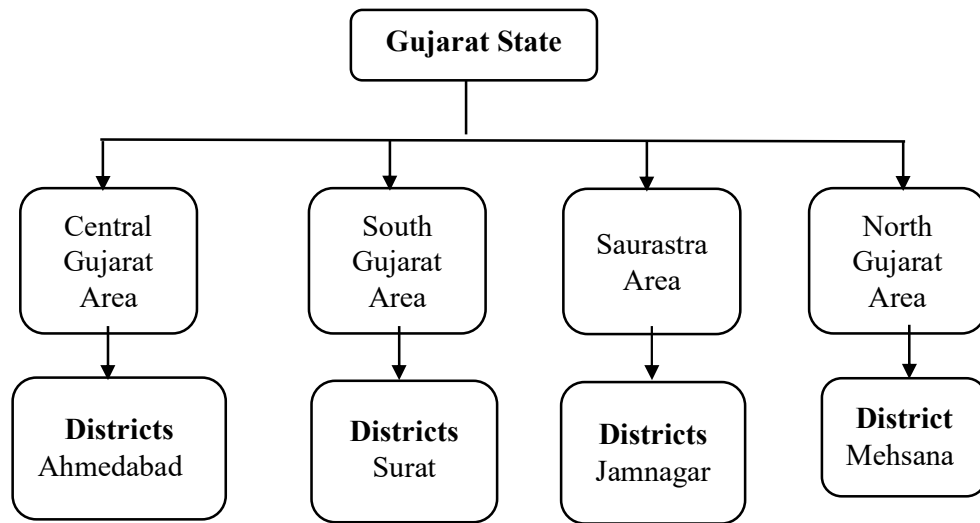 Gujarat State
Central
Gujarat
Area
South
Gujarat
Area
Saurastra
Area
North
Gujarat
Area
Districts
Ahmedabad
Districts
Surat
Districts
Jamnagar
District
Mehsana